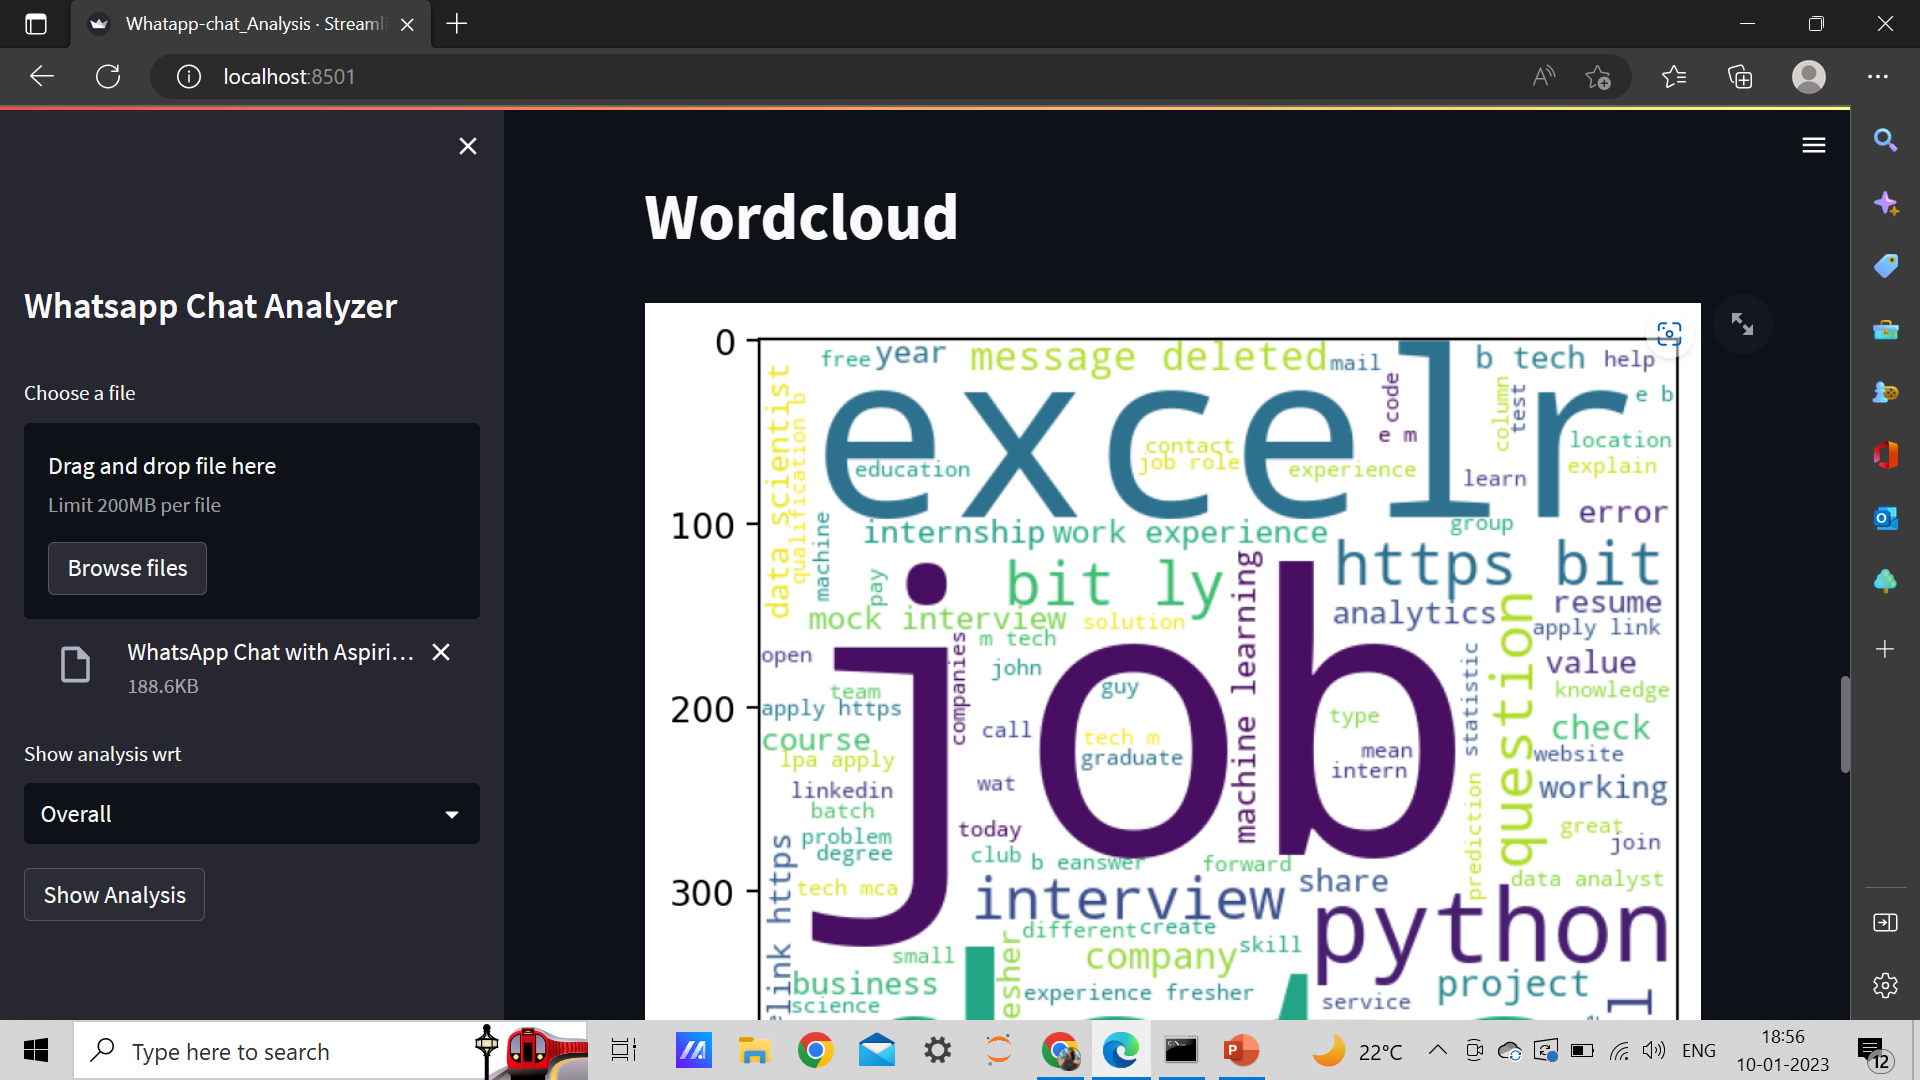 Whatapp-chat_Analysis · Streaml
localhost:8501
Whatsapp Chat Analyzer
Choose a file
Drag and drop file here
Limit 200MB per file
Browse files
WhatsApp Chat with Aspiri...
188.6KB
Show analysis wrt
Overall
Show Analysis
Wordcloud
0
100
200
300
free
year
message deleted
mail
b tech
help
excelr
code
column
test
e b
e m
contact
job role
education
experience
location
explain
learn
data scientist
qualification b
machine
internship
work experience
group
error
pay
bit ly
machine learning
https bit
mock interview
solution
analytics
resume
apply link
m tech
open
job
companies
john
guy
statistic
question
value
knowledge
team
apply https
type
check
call
course
tech m
mean
website
lpa apply
graduate
intern
linkedin
wat
working
batch
today
prediction
great
problem
join
degree
club
b eanswer
forward
tech mca
interview
share
data analyst
python
different
create
skill
small
company
business
project
experience fresher
science
service
Type here to search
22°C
ENG
18:56
10-01-2023
12